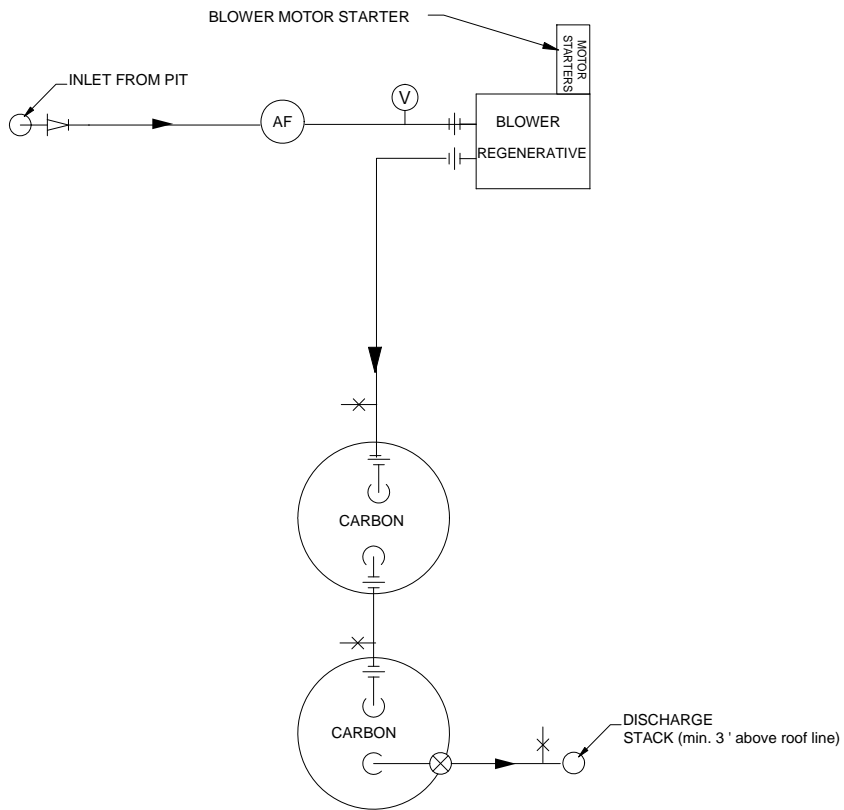 BLOWER MOTOR STARTER
MOTOR
STARTERS
INLET FROM PIT
AF
V
BLOWER
REGENERATIVE
CARBON
CARBON
DISCHARGE
STACK (min. 3 ' above roof line)